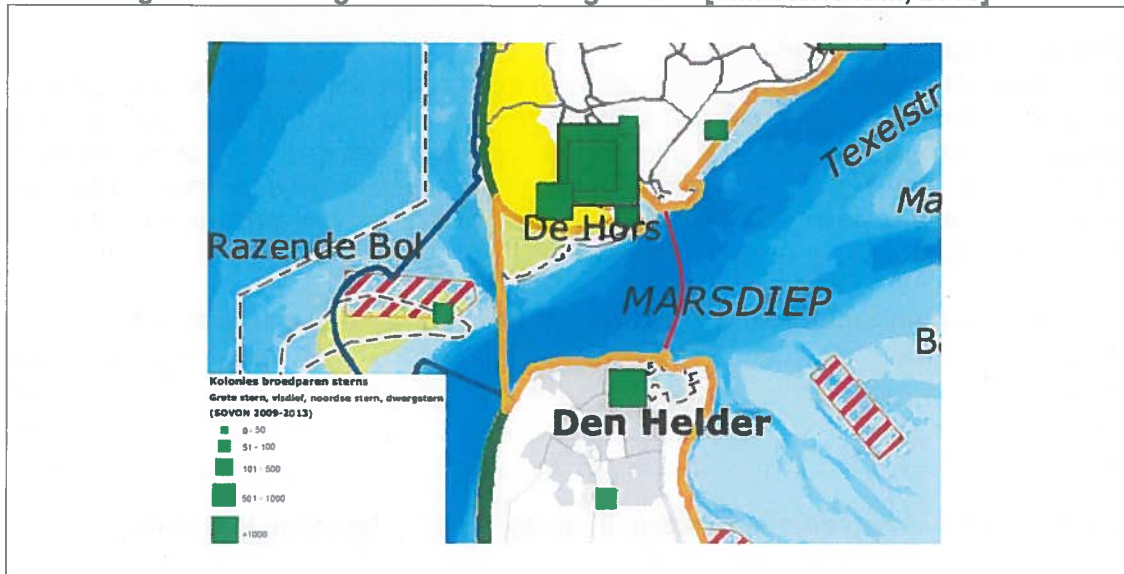 Razende Bol
De Hors
MARSDIEP
Texelstr
Ma
Ba
Den Helder
Kolonies broedparen sterns
Grete stern, visdief, noordse stern, dwergstern
(SOVON 2009-2013)
0 - 50
51 - 100
101 - 500
501 - 1000
>1000